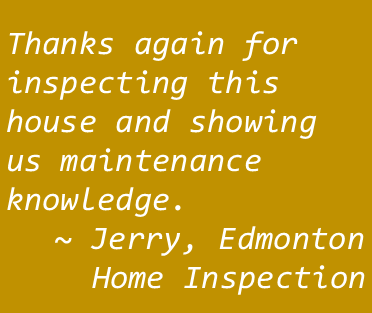 Thanks again for
inspecting this
house and showing
us maintenance
knowledge.
~ Jerry, Edmonton
Home Inspection